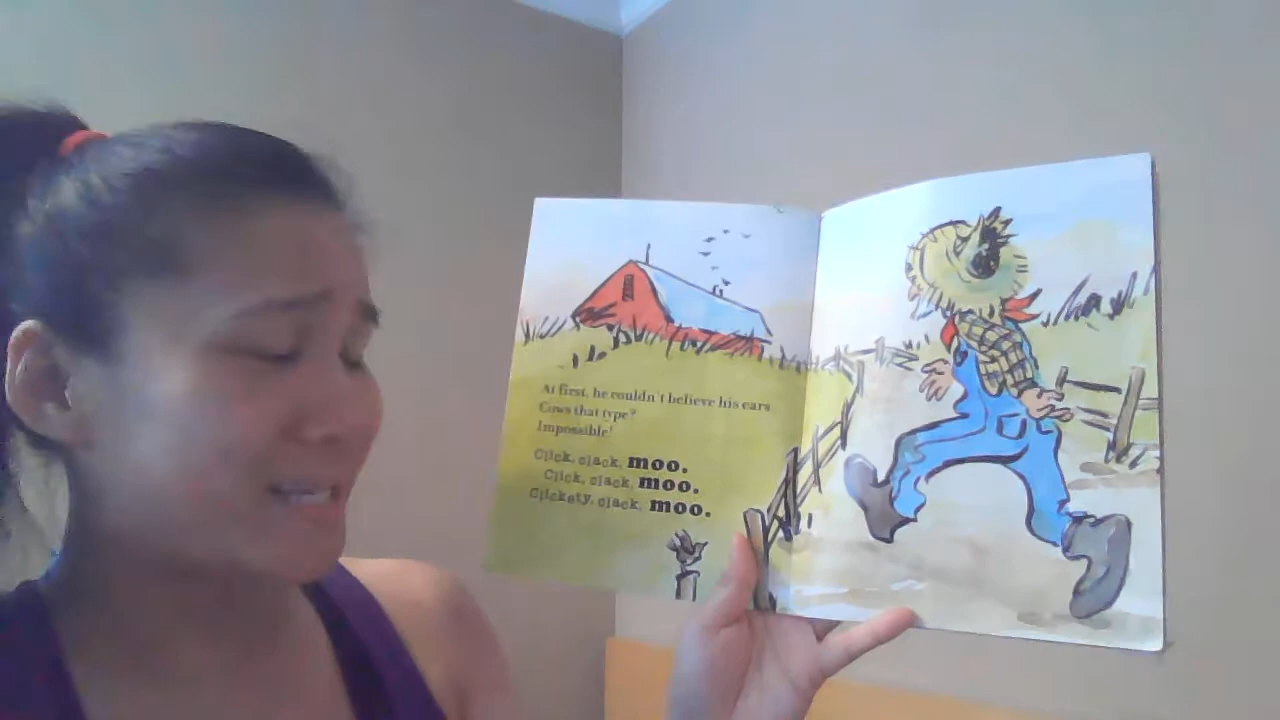 At first, he couldn't believe his ears
Cows that type?
Impossible!
Click, clack, moo.
Click, clack, moo.
Clickety, clack, moo.